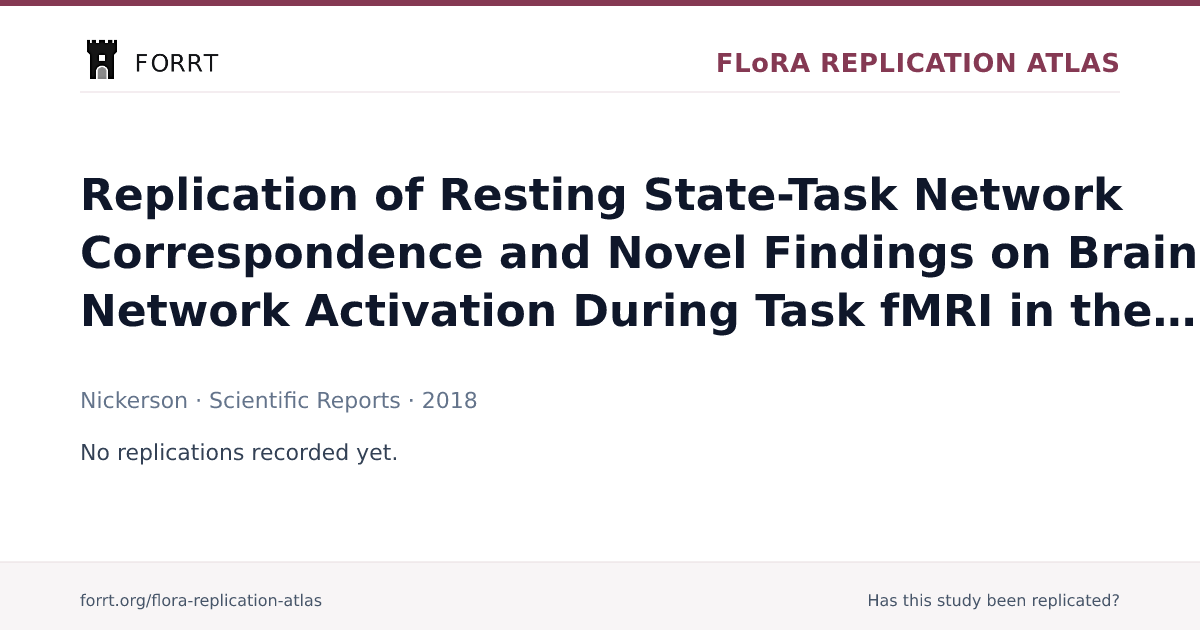 FORRT
FLoRA REPLICATION ATLAS
Replication of Resting State-Task Network
Correspondence and Novel Findings on Brain
Network Activation During Task fMRI in the…
Nickerson · Scientific Reports · 2018
No replications recorded yet.
forrt.org/flora-replication-atlas
Has this study been replicated?